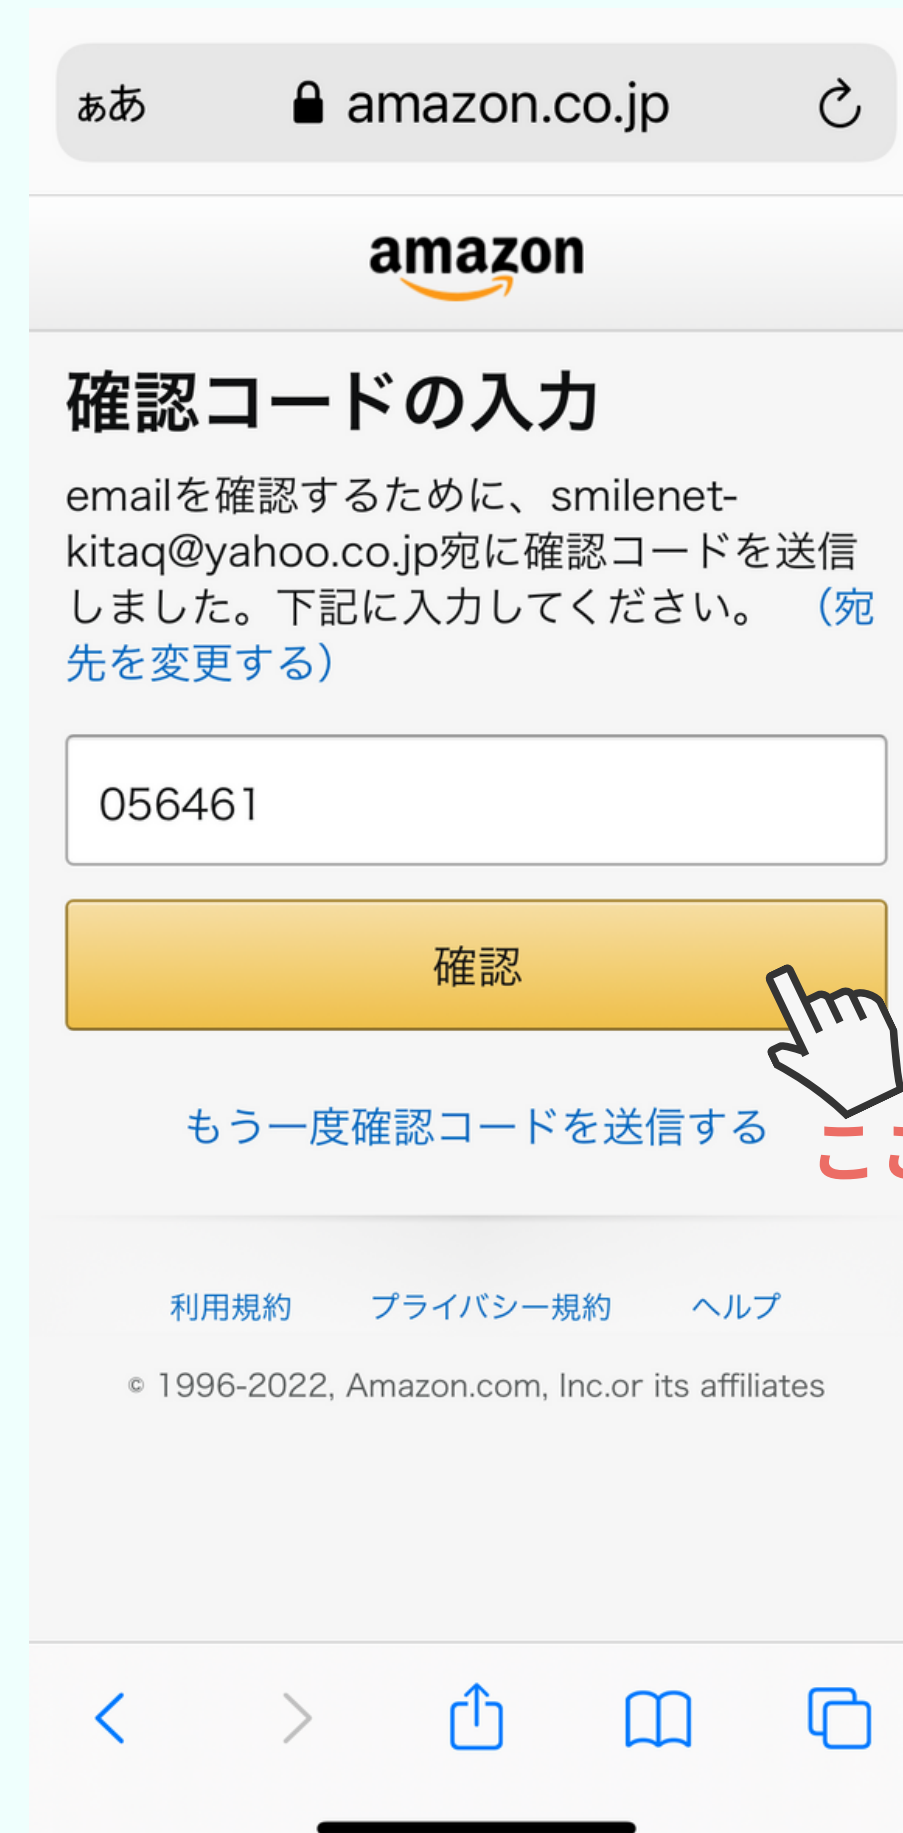 ぁあ amazon.co.jp
amazon
確認コードの入力
emailを確認するために、smilenet-
kitaq@yahoo.co.jp宛に確認コードを送信
しました。下記に入力してください。 （宛
先を変更する）
056461
確認
もう一度確認コードを送信する
こ
利用規約 プライバシー規約 ヘルプ
© 1996-2022, Amazon.com, Inc.or its affiliates